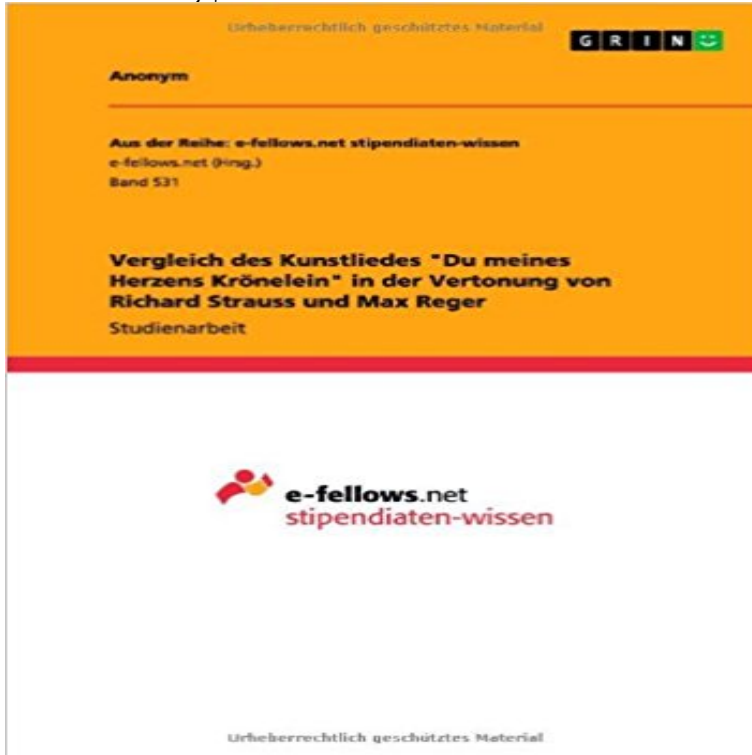 Urheberrechtlich geschütztes Material
GRIN
Anonym
Aus der Reihe: e-fellows.net stipendiaten-wissen
e-fellows.net (Hrsg.)
Band 531
Vergleich des Kunstliedes "Du meines
Herzens Krönelein" in der Vertonung von
Richard Strauss und Max Reger
Studienarbeit
e-fellows.net
stipendiaten-wissen
Urheberrechtlich geschütztes Material